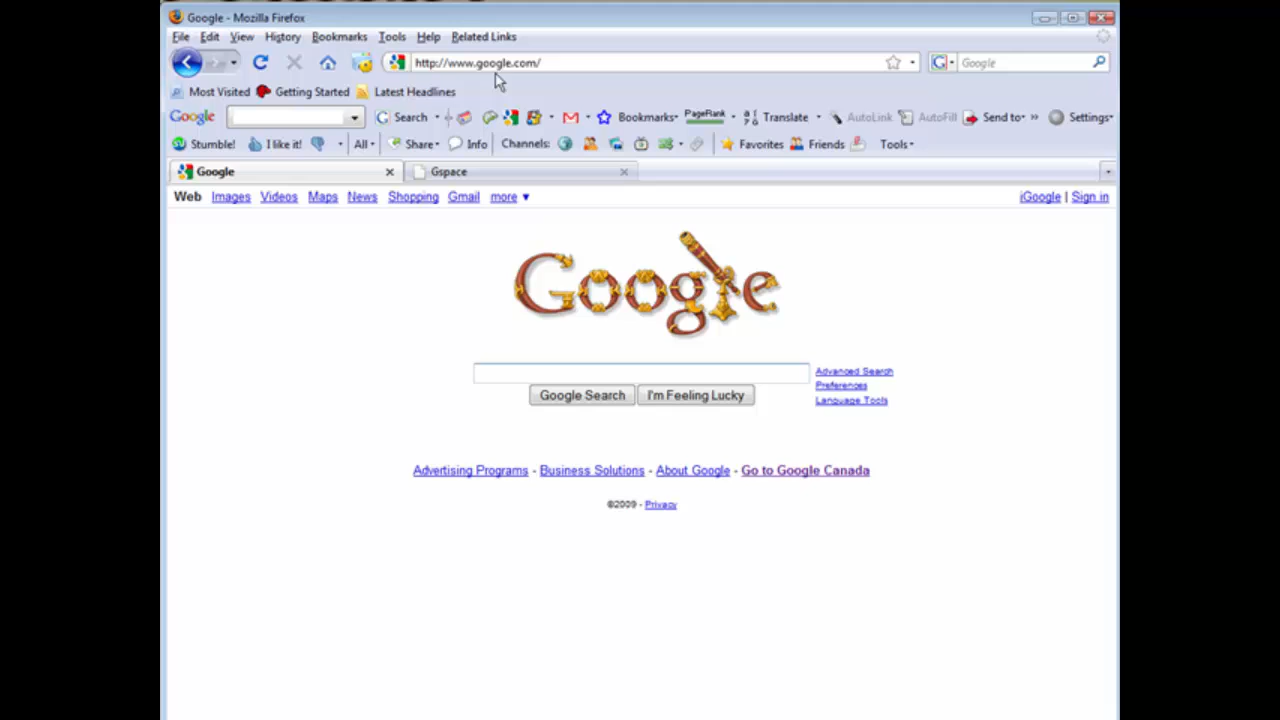 Google - Mozilla Firefox
File Edit View History Bookmarks Tools Help Related Links
http://www.google.com/ Google
Most Visited Getting Started Latest Headlines
Google Search Bookmarks PageRank Translate AutoLink AutoFill Send to Settings
Stumble! I like it! All Share Info Channels: Favorites Friends Tools
Google Gspace
Web Images Videos Maps News Shopping Gmail more iGoogle | Sign in
Google
Advanced Search
Preferences
Google Search I'm Feeling Lucky
Language Tools
Advertising Programs - Business Solutions - About Google - Go to Google Canada
©2009 - Privacy